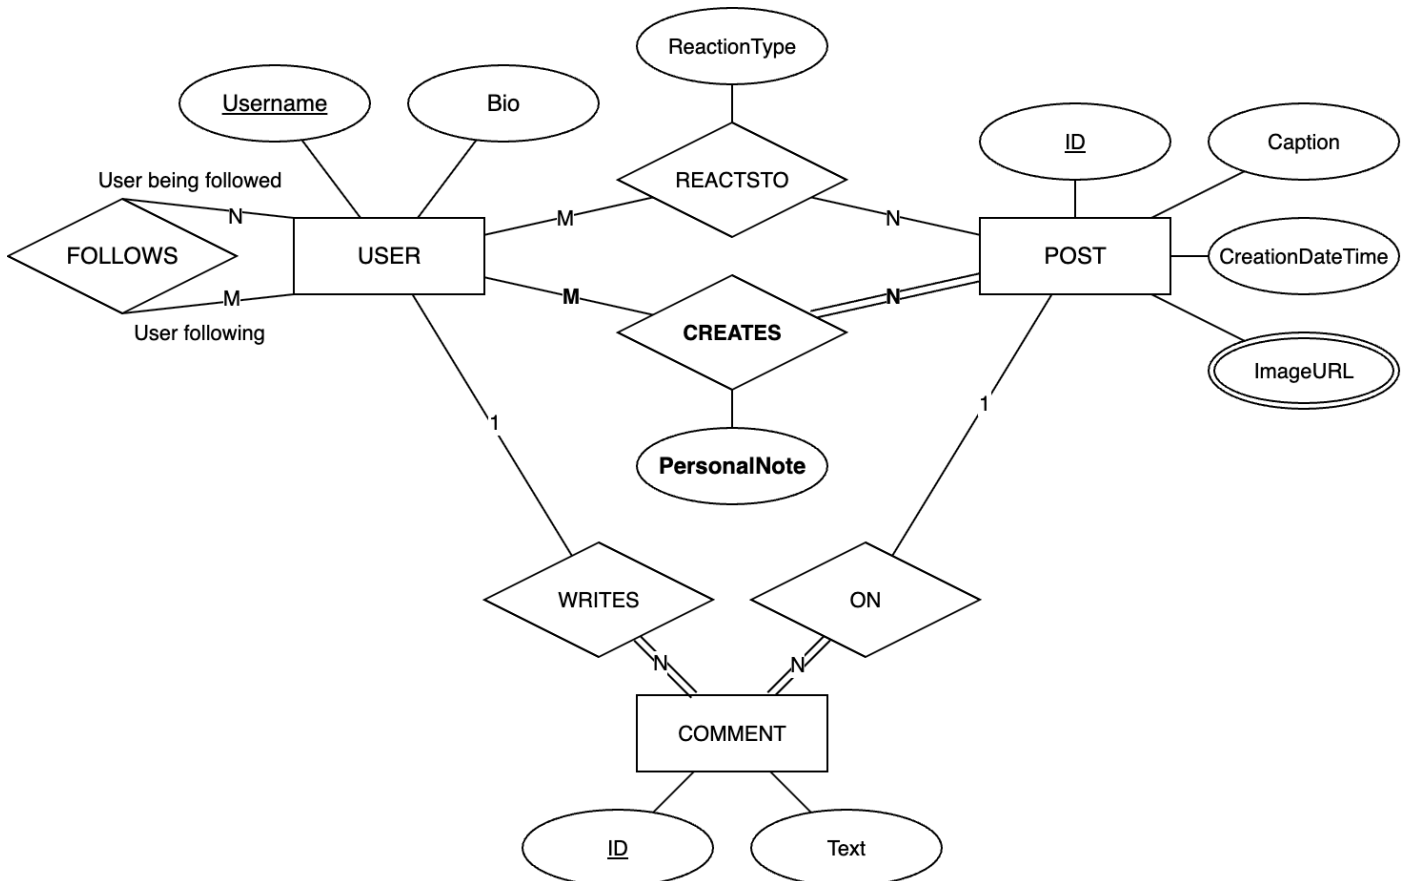 ReactionType
Username
Bio
ID
Caption
User being followed
REACTSTO
N
M
N
FOLLOWS
USER
POST
CreationDateTime
M
M
N
User following
CREATES
ImageURL
1
1
PersonalNote
WRITES
ON
N
N
COMMENT
ID
Text